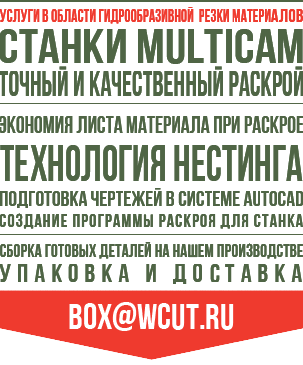 УСЛУГИ В ОБЛАСТИ ГИДРООБРАЗИВНОЙ РЕЗКИ МАТЕРИАЛОВ
СТАНКИ MULTICAM
ТОЧНЫЙ И КАЧЕСТВЕННЫЙ РАСКРОЙ
ЭКОНОМИЯ ЛИСТА МАТЕРИАЛА ПРИ РАСКРОЕ
ТЕХНОЛОГИЯ НЕСТИНГА
ПОДГОТОВКА ЧЕРТЕЖЕЙ В СИСТЕМЕ AUTOCAD
СОЗДАНИЕ ПРОГРАММЫ РАСКРОЯ ДЛЯ СТАНКА
СБОРКА ГОТОВЫХ ДЕТАЛЕЙ НА НАШЕМ ПРОИЗВОДСТВЕ
УПАКОВКА И ДОСТАВКА
BOX@WCUT.RU